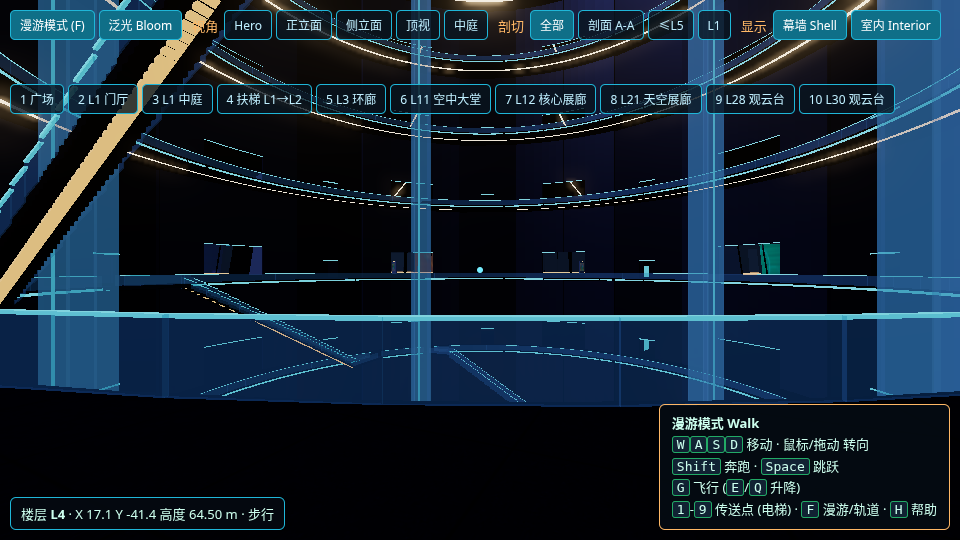 漫游模式 (F) 泛光 Bloom 角 Hero 正立面 侧立面 顶视 中庭 剖切 全部 剖面 A-A ≤L5 L1 显示 幕墙 Shell 室内 Interior
1 广场 2 L1 门厅 3 L1 中庭 4 扶梯 L1→L2 5 L3 环廊 6 L11 空中大堂 7 L12 核心展廊 8 L21 天空展廊 9 L28 观云台 10 L30 观云台
漫游模式 Walk
W A S D 移动 · 鼠标/拖动 转向
Shift 奔跑 · Space 跳跃
G 飞行 (E/Q 升降)
1-9 传送点 (电梯) · F 漫游/轨道 · H 帮助
楼层 L4 · X 17.1 Y -41.4 高度 64.50 m · 步行